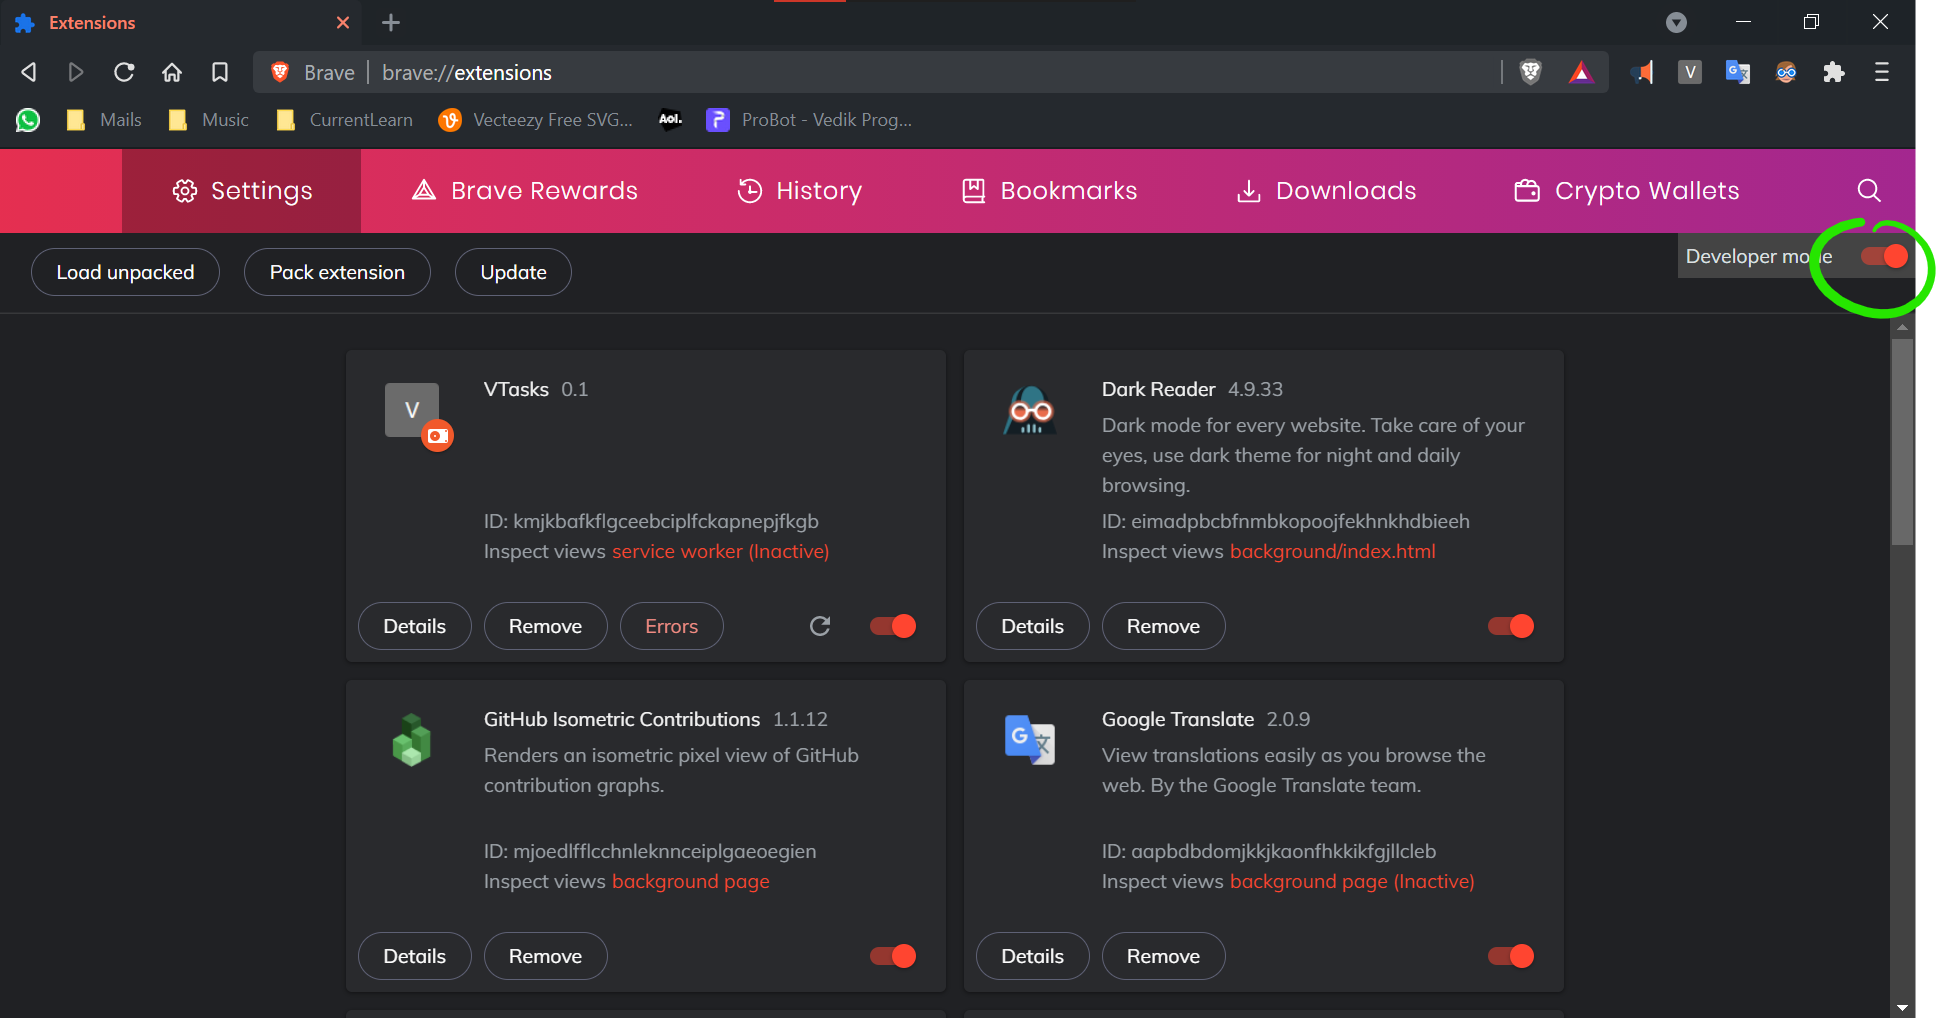 Extensions
Brave | brave://extensions
V
Mails
Music
CurrentLearn
Vecteezy Free SVG...
Aol.
ProBot - Vedik Prog...
Settings
Brave Rewards
History
Bookmarks
Downloads
Crypto Wallets
Load unpacked
Pack extension
Update
Developer mode
V
VTasks 0.1
ID: kmjkbafkflgceebciplfckapnepjfkgb
Inspect views service worker (Inactive)
Details
Remove
Errors
Dark Reader 4.9.33
Dark mode for every website. Take care of your
eyes, use dark theme for night and daily
browsing.
ID: eimadpbcbfnmbkopoojfekhnkhdbieeh
Inspect views background/index.html
Details
Remove
GitHub Isometric Contributions 1.1.12
Renders an isometric pixel view of GitHub
contribution graphs.
ID: mjoedlfflcchnleknnceiplgaeoegien
Inspect views background page
Details
Remove
G 文
Google Translate 2.0.9
View translations easily as you browse the
web. By the Google Translate team.
ID: aapbdbdomjkkjkaonfhkkikfgjllcleb
Inspect views background page (Inactive)
Details
Remove